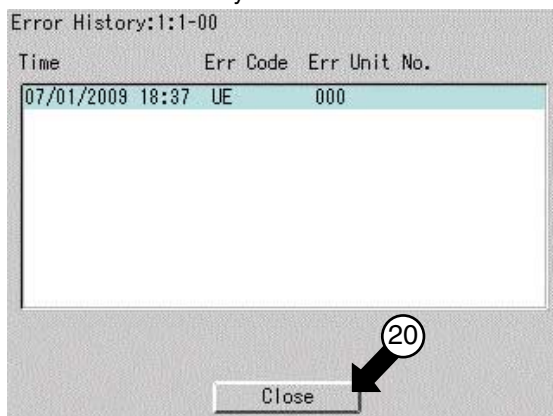 Error History:1:1-00
Time Err Code Err Unit No.
07/01/2009 18:37 UE 000
20
Close